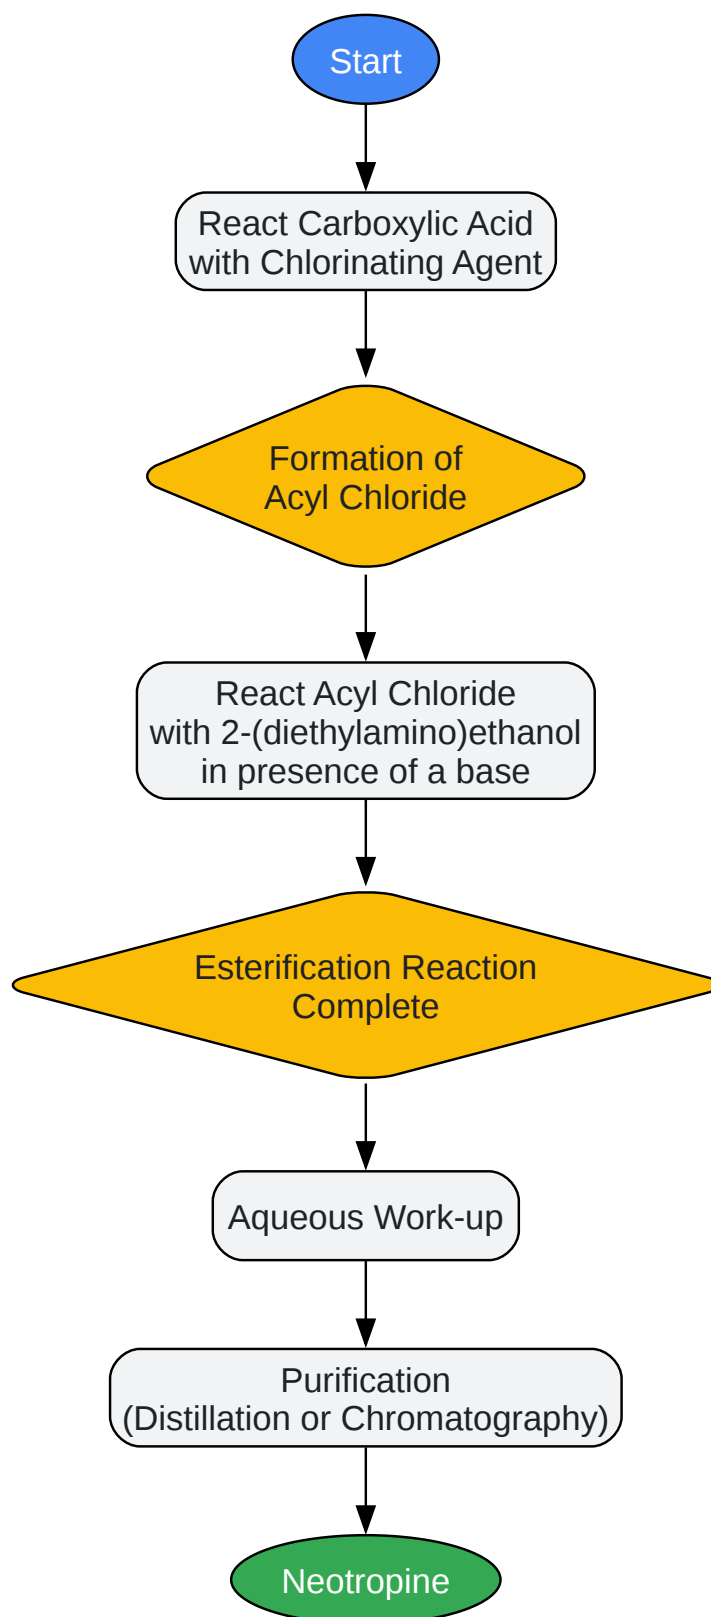 Start
React Carboxylic Acid
with Chlorinating Agent
Formation of
Acyl Chloride
React Acyl Chloride
with 2-(diethylamino)ethanol
in presence of a base
Esterification Reaction
Complete
Aqueous Work-up
Purification
(Distillation or Chromatography)
Neotropine